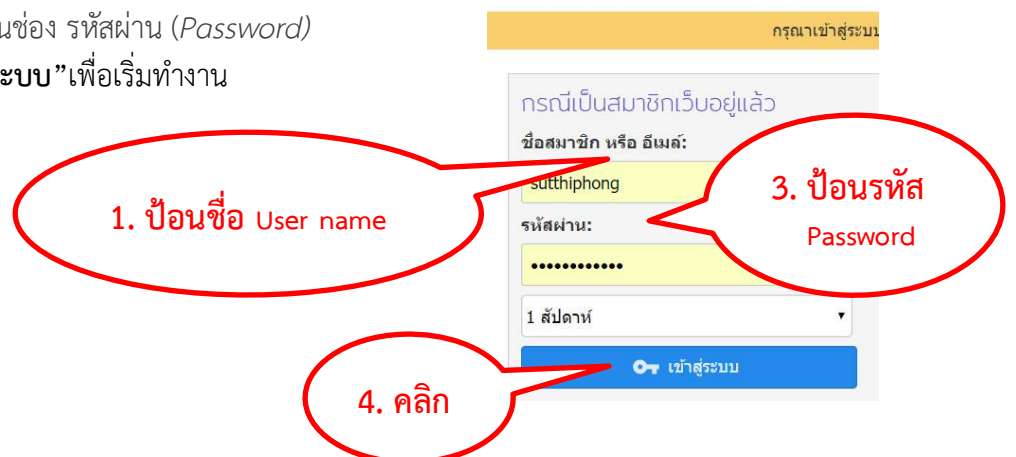 นช่อง รหัสผ่าน (Password)
ะบบ”เพื่อเริ่มทำงาน
กรุณาเข้าสู่ระบบ
กรณีเป็นสมาชิกเว็บอยู่แล้ว
ชื่อสมาชิก หรือ อีเมล์:
sutthiphong
1. ป้อนชื่อ User name
3. ป้อนรหัส
Password
รหัสผ่าน:
••••••••••••
1 สัปดาห์
เข้าสู่ระบบ
4. คลิก